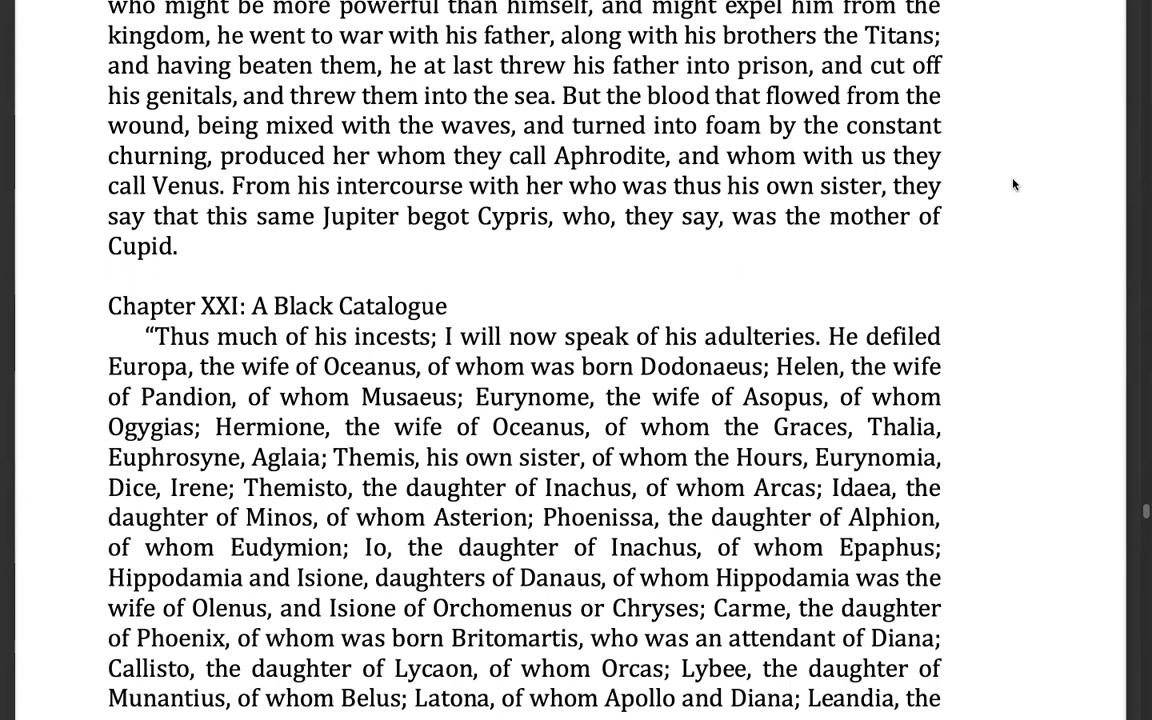 who might be more powerful than himself, and might expel him from the
kingdom, he went to war with his father, along with his brothers the Titans;
and having beaten them, he at last threw his father into prison, and cut off
his genitals, and threw them into the sea. But the blood that flowed from the
wound, being mixed with the waves, and turned into foam by the constant
churning, produced her whom they call Aphrodite, and whom with us they
call Venus. From his intercourse with her who was thus his own sister, they
say that this same Jupiter begot Cypris, who, they say, was the mother of
Cupid.
Chapter XXI: A Black Catalogue
“Thus much of his incests; I will now speak of his adulteries. He defiled
Europa, the wife of Oceanus, of whom was born Dodonaeus; Helen, the wife
of Pandion, of whom Musaeus; Eurynome, the wife of Asopus, of whom
Ogygias; Hermione, the wife of Oceanus, of whom the Graces, Thalia,
Euphrosyne, Aglaia; Themis, his own sister, of whom the Hours, Eurynomia,
Dice, Irene; Themisto, the daughter of Inachus, of whom Arcas; Idaea, the
daughter of Minos, of whom Asterion; Phoenissa, the daughter of Alphion,
of whom Eudymion; Io, the daughter of Inachus, of whom Epaphus;
Hippodamia and Isione, daughters of Danaus, of whom Hippodamia was the
wife of Olenus, and Isione of Orchomenus or Chryses; Carme, the daughter
of Phoenix, of whom was born Britomartis, who was an attendant of Diana;
Callisto, the daughter of Lycaon, of whom Orcas; Lybee, the daughter of
Munantius, of whom Belus; Latona, of whom Apollo and Diana; Leandia, the